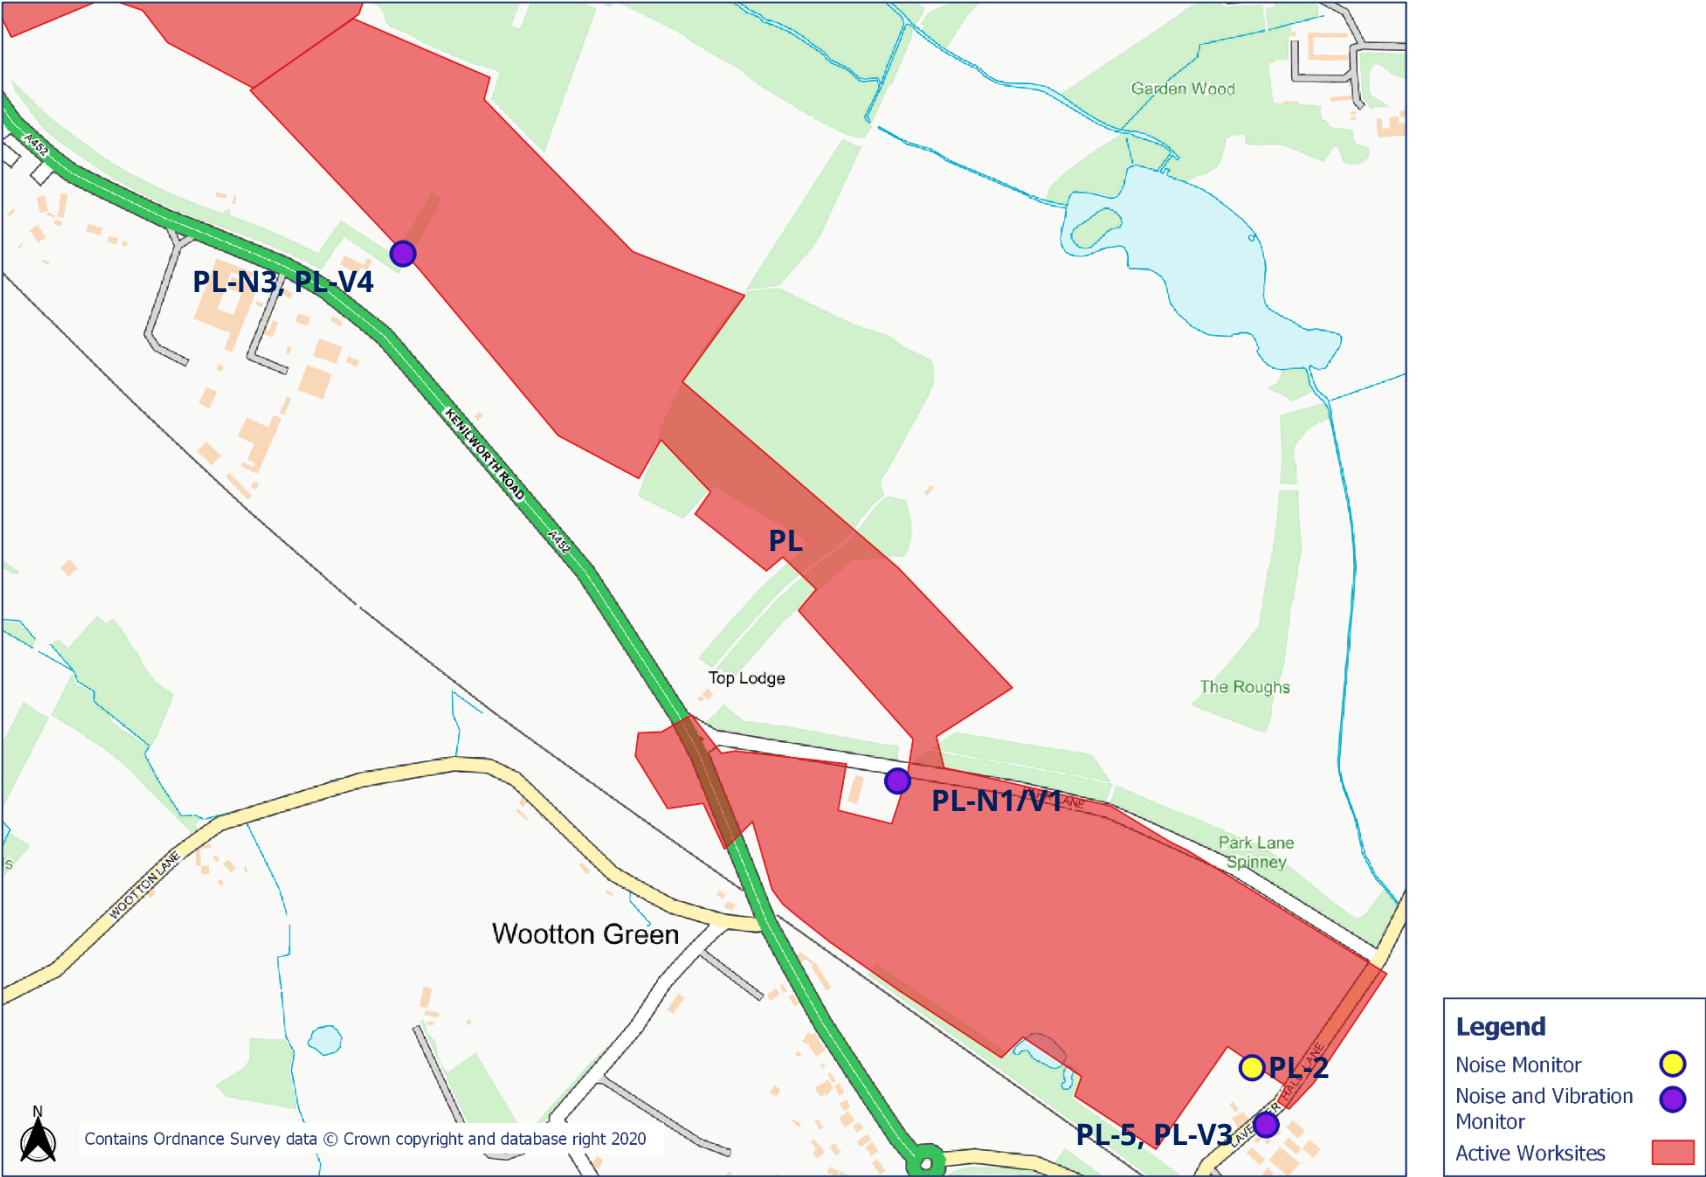 Garden Wood
A452
PL-N3, PL-V4
KENILWORTH ROAD
A452
PL
Top Lodge
The Roughs
PL-N1/V1
LANE
Park Lane
Spinney
WOOTTON LANE
Wootton Green
PL-2
HALL LANE
PL-5, PL-V3
N
Contains Ordnance Survey data © Crown copyright and database right 2020
Legend
Noise Monitor
Noise and Vibration
Monitor
Active Worksites